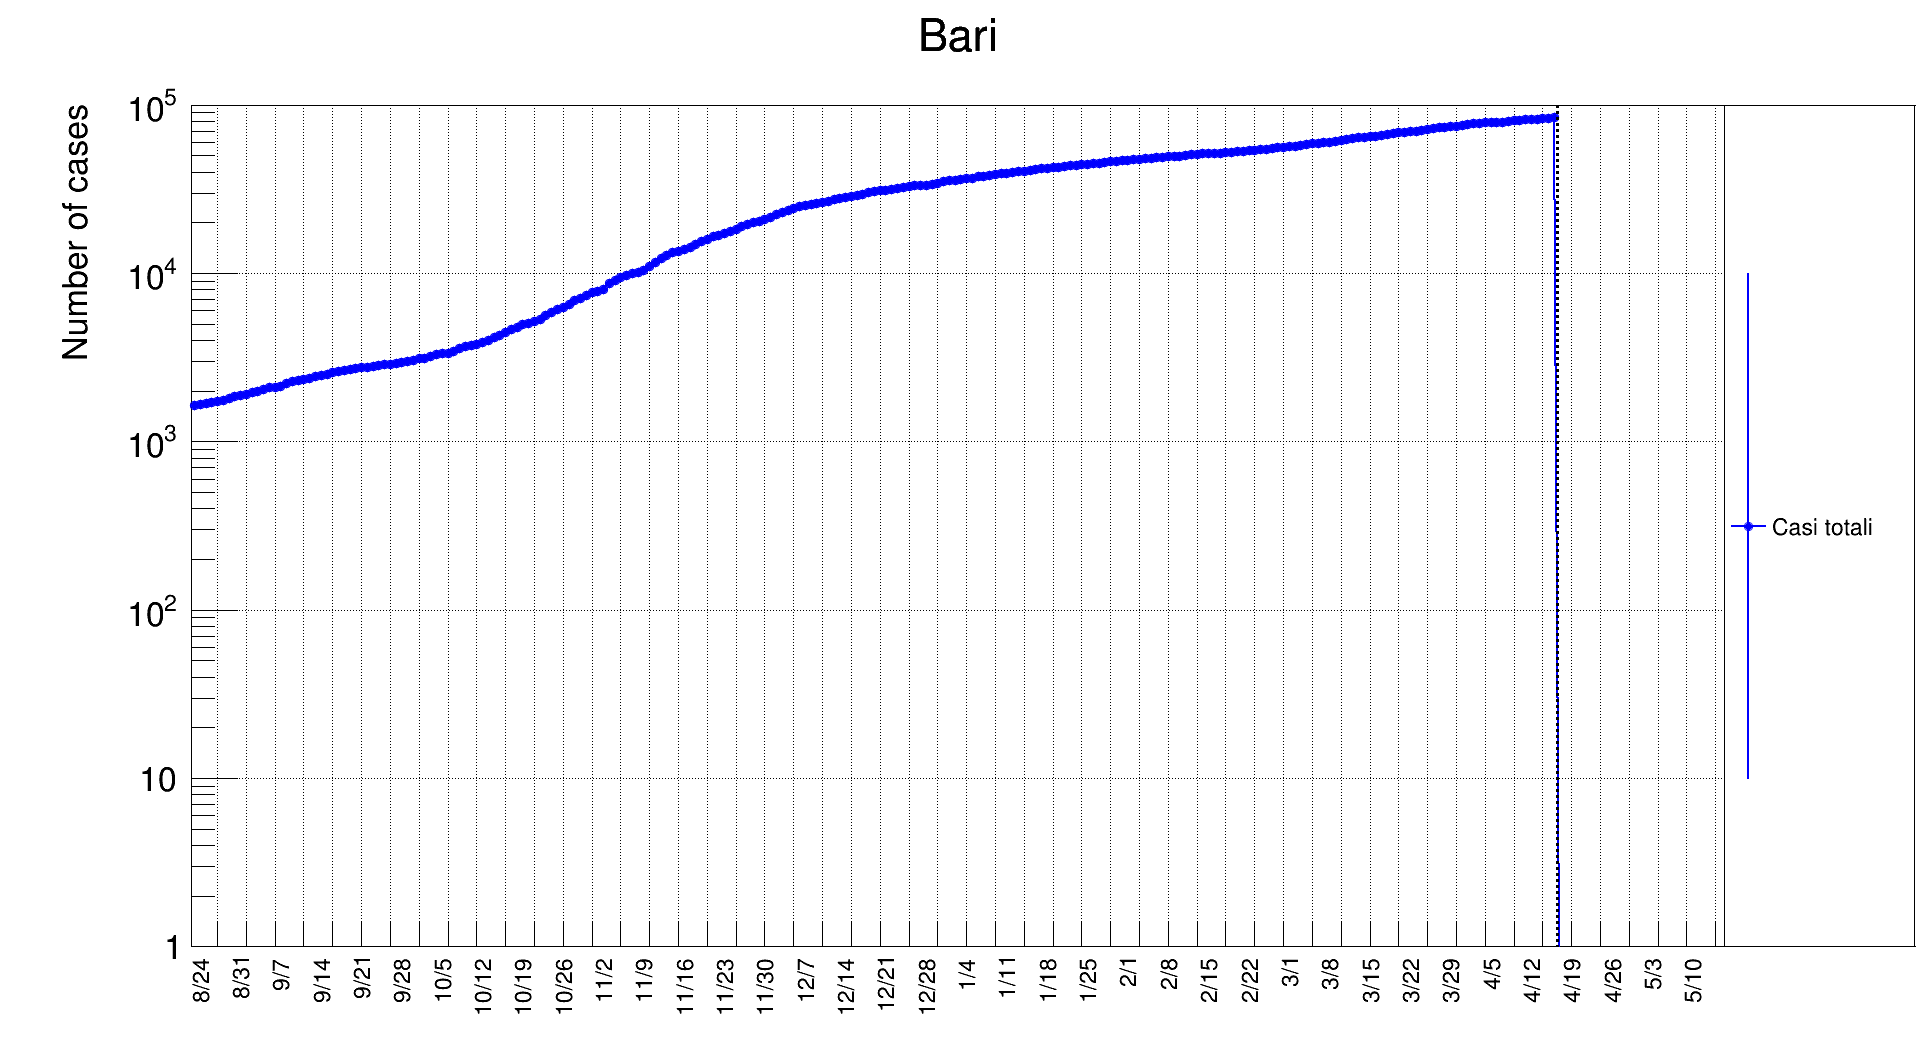 Bari
Number of cases
10^5
10^4
10^3
10^2
10
1
8/24 8/31 9/7 9/14 9/21 9/28 10/5 10/12 10/19 10/26 11/2 11/9 11/16 11/23 11/30 12/7 12/14 12/21 12/28 1/4 1/11 1/18 1/25 2/1 2/8 2/15 2/22 3/1 3/8 3/15 3/22 3/29 4/5 4/12 4/19 4/26 5/3 5/10
Casi totali